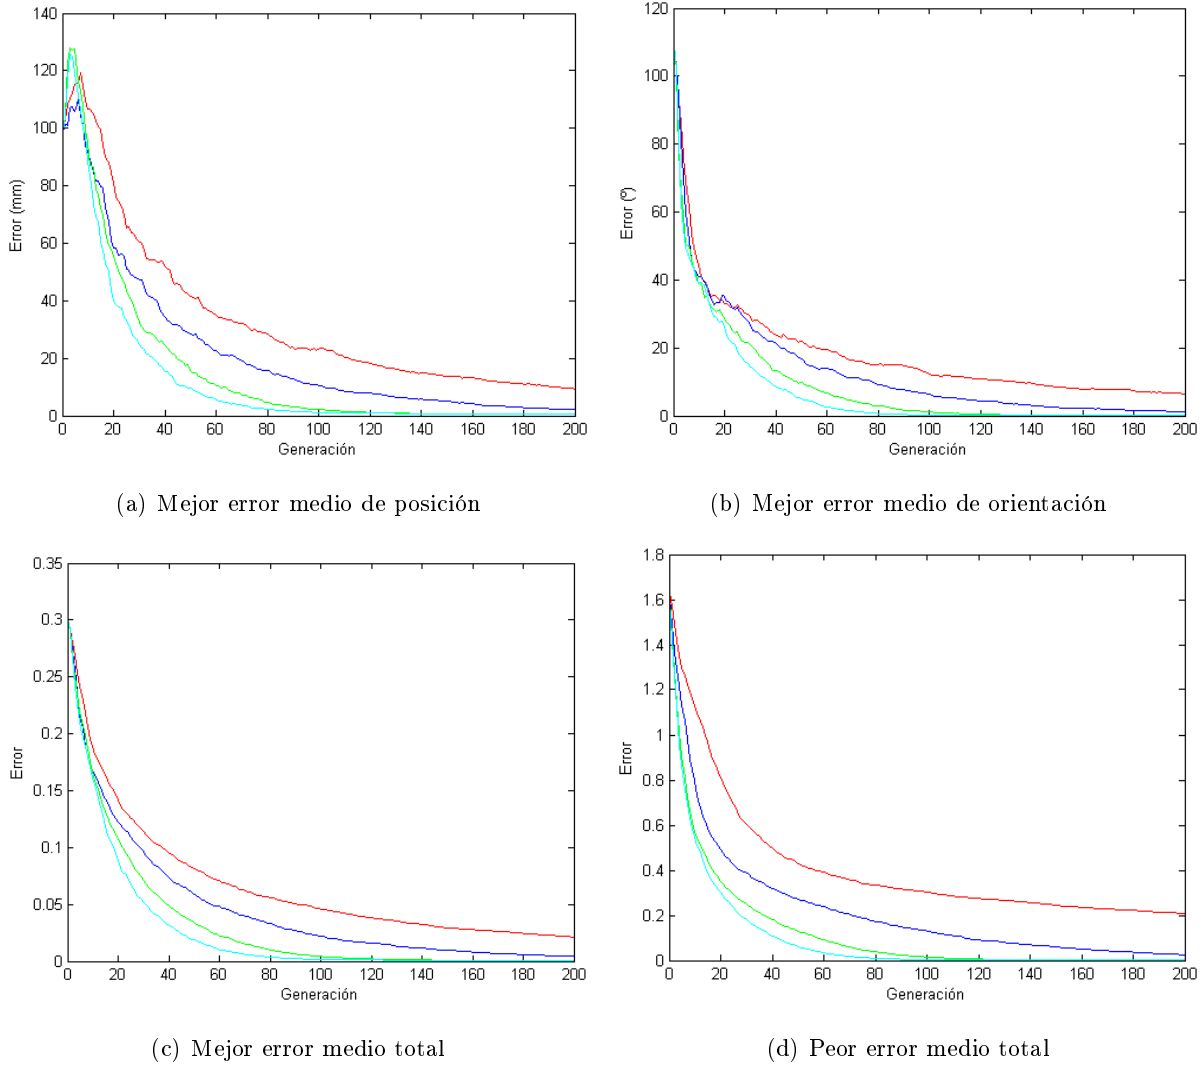 140
120
100
80
60
40
20
0
Error (mm)
0 20 40 60 80 100 120 140 160 180 200
Generación
(a) Mejor error medio de posición
120
100
80
60
40
20
0
Error (º)
0 20 40 60 80 100 120 140 160 180 200
Generación
(b) Mejor error medio de orientación
0.35
0.3
0.25
0.2
0.15
0.1
0.05
0
Error
0 20 40 60 80 100 120 140 160 180 200
Generación
(c) Mejor error medio total
1.8
1.6
1.4
1.2
1
0.8
0.6
0.4
0.2
0
Error
0 20 40 60 80 100 120 140 160 180 200
Generación
(d) Peor error medio total